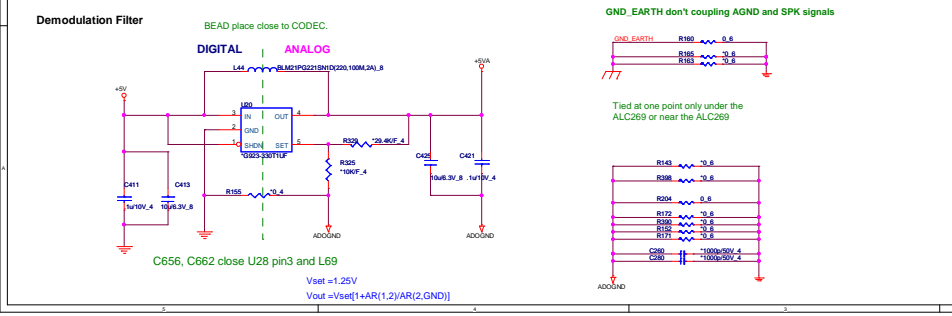 Demodulation Filter
BEAD place close to CODEC.
DIGITAL
ANALOG
L44
BLM21PG221SN1D(220,100M,2A)_8
+5V
+5VA
U20
3
IN
OUT
4
2
GND
1
SHDN
SET
5
*G923-330T1UF
R329
*29.4K/F_4
R325
*10K/F_4
C425
10u/6.3V_8
C421
.1u/10V_4
C411
.1u/10V_4
C413
10u/6.3V_8
R155
*0_4
ADOGND
ADOGND
C656, C662 close U28 pin3 and L69
Vset =1.25V
Vout =Vset[1+AR(1,2)/AR(2,GND)]
GND_EARTH don't coupling AGND and SPK signals
GND_EARTH
R160
0_6
R165
*0_6
R163
*0_6
Tied at one point only under the
ALC269 or near the ALC269
R143
*0_6
R398
*0_6
R204
0_6
R172
*0_6
R390
*0_6
R152
*0_6
R171
*0_6
C260
*1000p/50V_4
C280
*1000p/50V_4
ADOGND
A
5
4
3